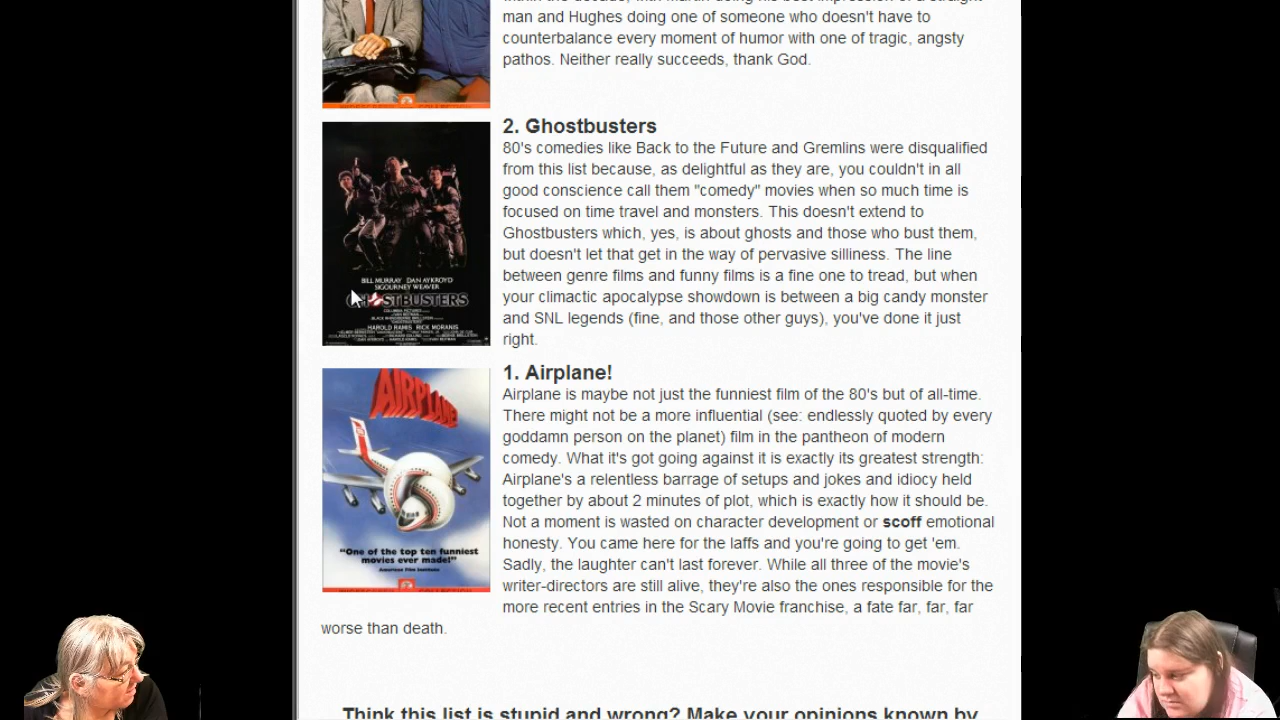 within the decade, with Martin doing his best impression of a straight
man and Hughes doing one of someone who doesn't have to
counterbalance every moment of humor with one of tragic, angsty
pathos. Neither really succeeds, thank God.
2. Ghostbusters
80's comedies like Back to the Future and Gremlins were disqualified
from this list because, as delightful as they are, you couldn't in all
good conscience call them "comedy" movies when so much time is
focused on time travel and monsters. This doesn't extend to
Ghostbusters which, yes, is about ghosts and those who bust them,
but doesn't let that get in the way of pervasive silliness. The line
between genre films and funny films is a fine one to tread, but when
your climactic apocalypse showdown is between a big candy monster
and SNL legends (fine, and those other guys), you've done it just
right.
BILL MURRAY DAN AYKROYD
SIGOURNEY WEAVER
GHOSTBUSTERS
HAROLD RAMIS RICK MORANIS
1. Airplane!
Airplane is maybe not just the funniest film of the 80's but of all-time.
There might not be a more influential (see: endlessly quoted by every
goddamn person on the planet) film in the pantheon of modern
comedy. What it's got going against it is exactly its greatest strength:
Airplane's a relentless barrage of setups and jokes and idiocy held
together by about 2 minutes of plot, which is exactly how it should be.
Not a moment is wasted on character development or scoff emotional
honesty. You came here for the laffs and you're going to get 'em.
Sadly, the laughter can't last forever. While all three of the movie's
writer-directors are still alive, they're also the ones responsible for the
more recent entries in the Scary Movie franchise, a fate far, far, far
worse than death.
AIRPLANE!
"One of the top ten funniest
movies ever made!"
American Film Institute
Think this list is stupid and wrong? Make your opinions known by